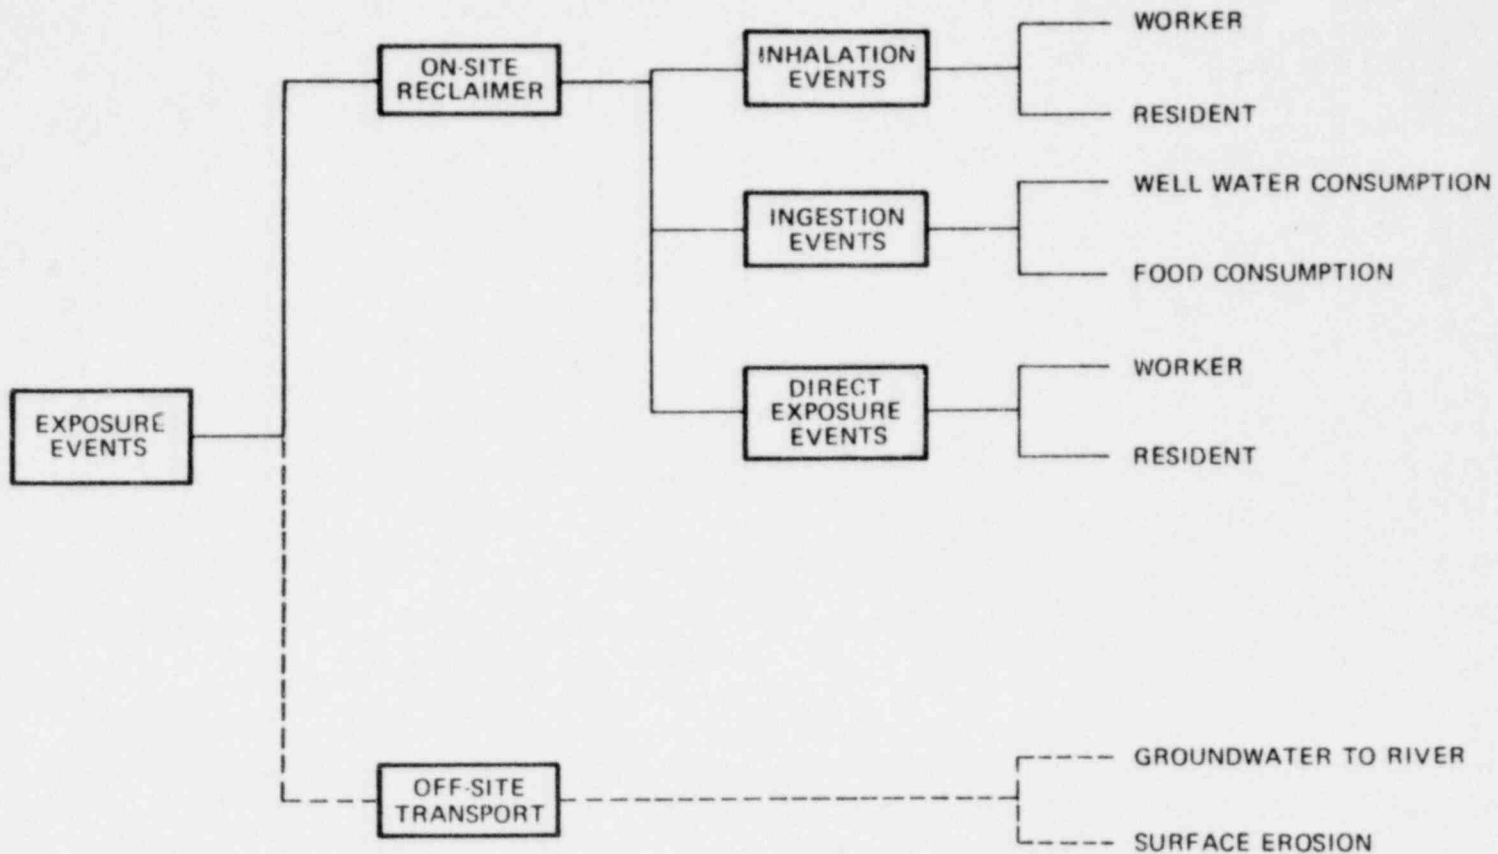 WORKER
ON-SITE
RECLAIMER
INHALATION
EVENTS
RESIDENT
WELL WATER CONSUMPTION
INGESTION
EVENTS
FOOD CONSUMPTION
WORKER
DIRECT
EXPOSURE
EVENTS
RESIDENT
EXPOSURE
EVENTS
GROUNDWATER TO RIVER
OFF-SITE
TRANSPORT
SURFACE EROSION